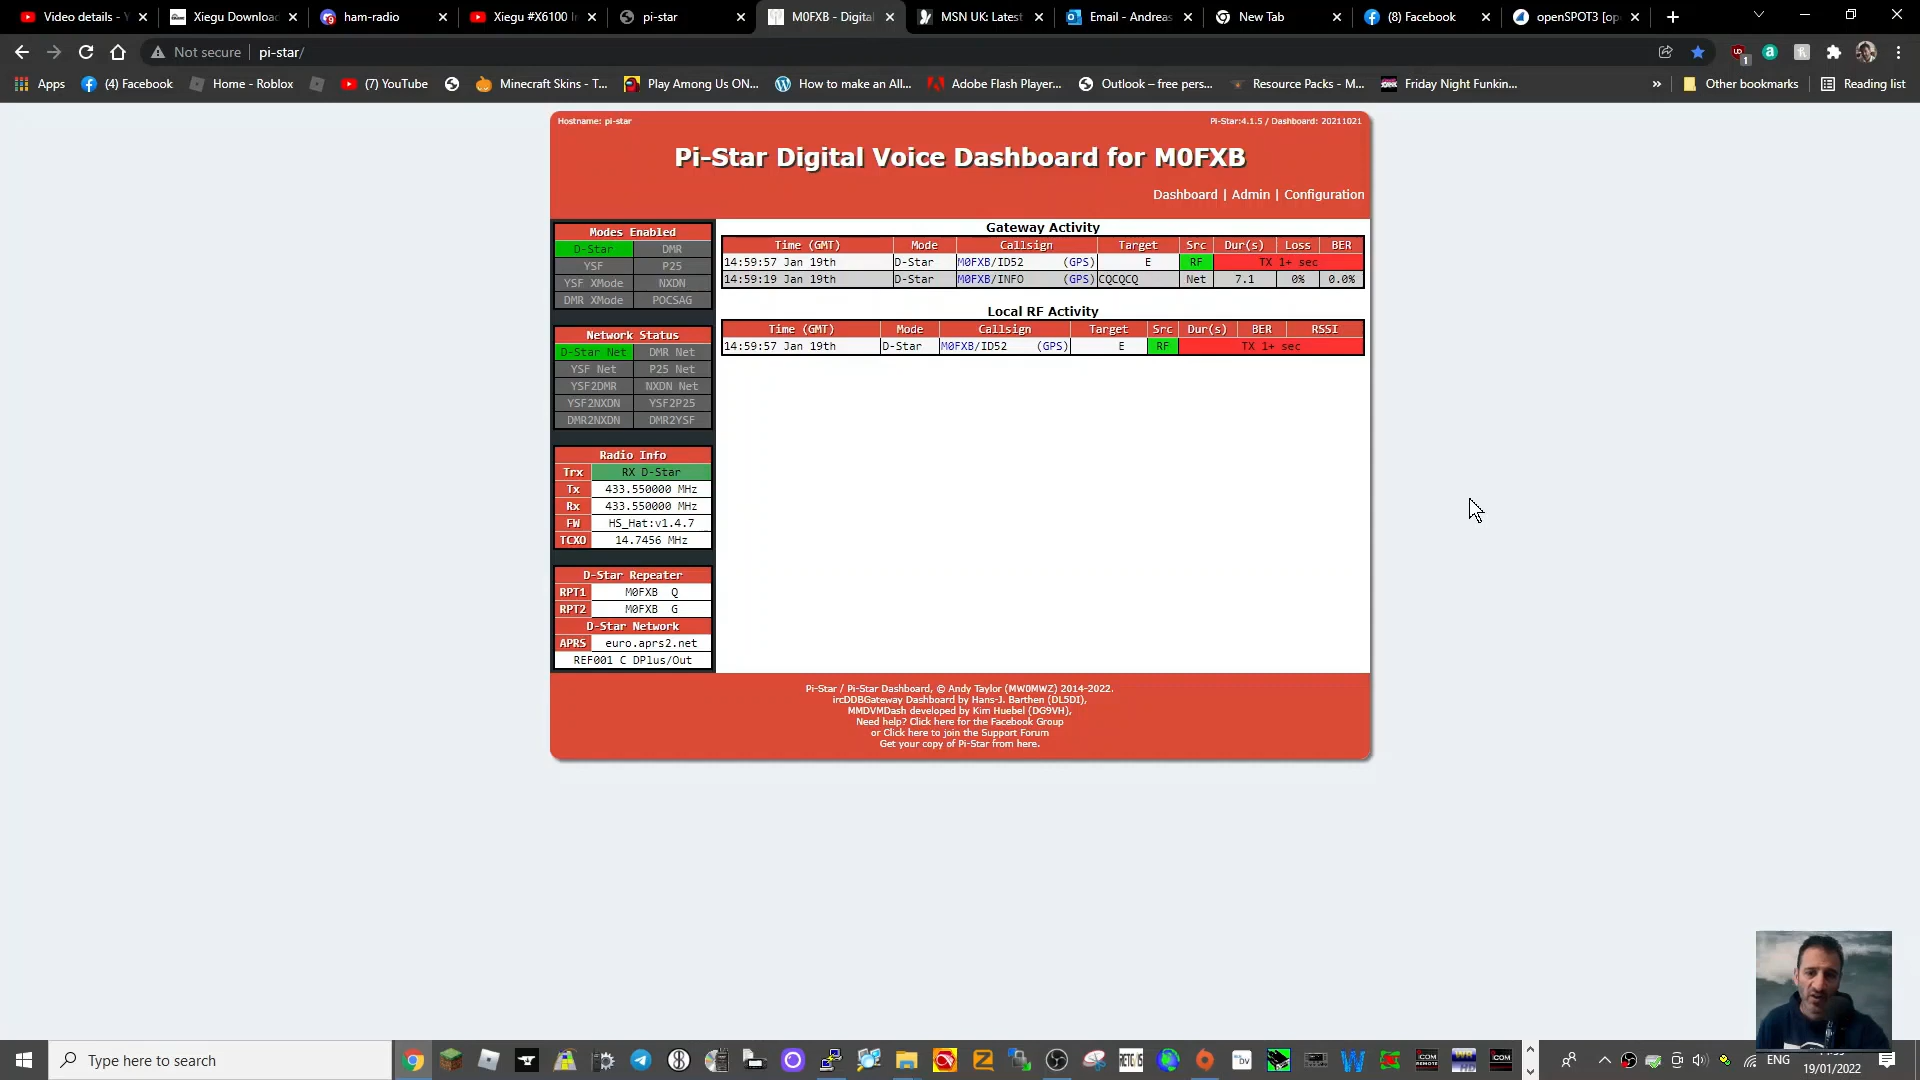 Video details - Y
Xiegu Downloa
ham-radio
Xiegu #X6100 I
pi-star
M0FXB - Digital
MSN UK: Latest
Email - Andreas
New Tab
(8) Facebook
openSPOT3 [op
Not secure
pi-star/
Apps
(4) Facebook
Home - Roblox
(7) YouTube
Minecraft Skins - T...
Play Among Us ON...
How to make an All...
Adobe Flash Player...
Outlook – free pers...
Resource Packs - M...
Friday Night Funkin...
»
Other bookmarks
Reading list
Hostname: pi-star
Pi-Star:4.1.5 / Dashboard: 20211021
Pi-Star Digital Voice Dashboard for M0FXB
Dashboard | Admin | Configuration
Modes Enabled
D-Star DMR
YSF P25
YSF XMode NXDN
DMR XMode POCSAG
Network Status
D-Star Net DMR Net
YSF Net P25 Net
YSF2DMR NXDN Net
YSF2NXDN YSF2P25
DMR2NXDN DMR2YSF
Radio Info
Trx RX D-Star
Tx 433.550000 MHz
Rx 433.550000 MHz
FW HS_Hat:v1.4.7
TCXO 14.7456 MHz
D-Star Repeater
RPT1 M0FXB Q
RPT2 M0FXB G
D-Star Network
APRS euro.aprs2.net
REF001 C DPlus/Out
Gateway Activity
Time (GMT) Mode Callsign Target Src Dur(s) Loss BER
14:59:57 Jan 19th D-Star M0FXB/ID52 (GPS) E RF TX 1+ sec
14:59:19 Jan 19th D-Star M0FXB/INFO (GPS) CQCQCQ Net 7.1 0% 0.0%
Local RF Activity
Time (GMT) Mode Callsign Target Src Dur(s) BER RSSI
14:59:57 Jan 19th D-Star M0FXB/ID52 (GPS) E RF TX 1+ sec
Pi-Star / Pi-Star Dashboard, © Andy Taylor (MW0MWZ) 2014-2022.
ircDDBGateway Dashboard by Hans-J. Barthen (DL5DI),
MMDVMDash developed by Kim Huebel (DG9VH),
Need help? Click here for the Facebook Group
or Click here to join the Support Forum
Get your copy of Pi-Star from here.
Type here to search
ENG
19/01/2022